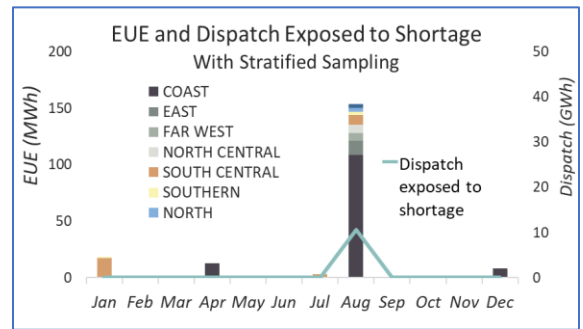 EUE and Dispatch Exposed to Shortage
With Stratified Sampling
200
150
100
50
0
EUE (MWh)
COAST
EAST
FAR WEST
NORTH CENTRAL
SOUTH CENTRAL
SOUTHERN
NORTH
Dispatch
exposed to
shortage
50
40
30
20
10
0
Dispatch (GWh)
Jan Feb Mar Apr May Jun Jul Aug Sep Oct Nov Dec